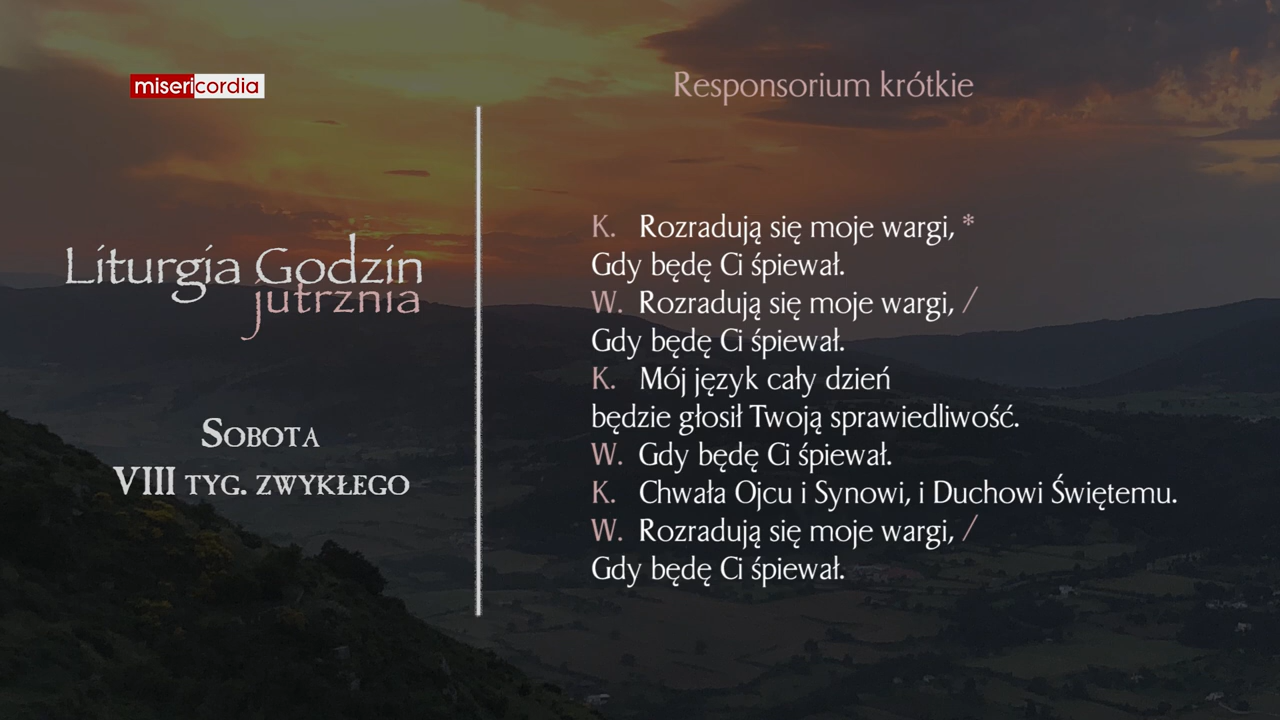 misericordia
Liturgia Godzin
jutrznia
Sobota
VIII tyg. zwykłego
Responsorium krótkie
K. Rozradują się moje wargi, *
Gdy będę Ci śpiewał.
W. Rozradują się moje wargi, /
Gdy będę Ci śpiewał.
K. Mój język cały dzień
będzie głosił Twoją sprawiedliwość.
W. Gdy będę Ci śpiewał.
K. Chwała Ojcu i Synowi, i Duchowi Świętemu.
W. Rozradują się moje wargi, /
Gdy będę Ci śpiewał.